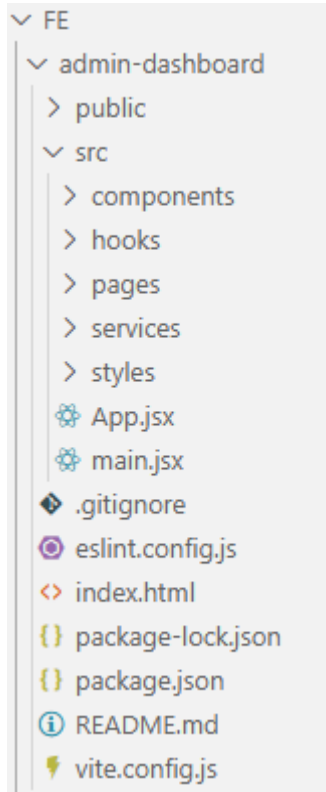 FE
admin-dashboard
public
src
components
hooks
pages
services
styles
App.jsx
main.jsx
.gitignore
eslint.config.js
index.html
package-lock.json
package.json
README.md
vite.config.js